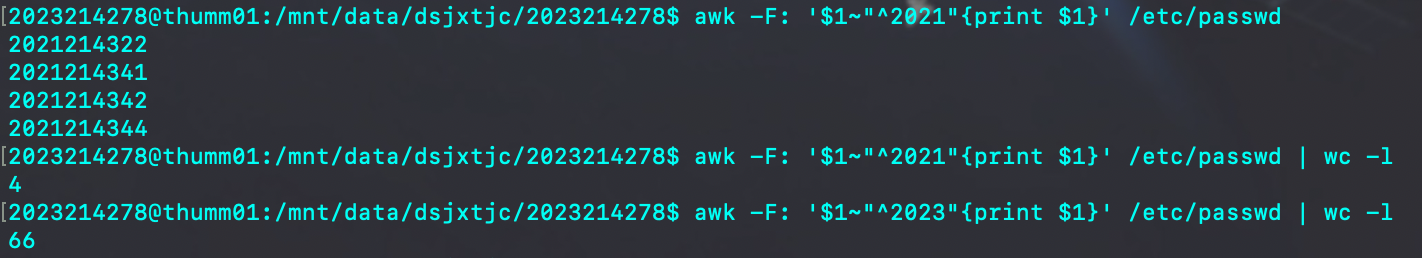 [2023214278@thumm01:/mnt/data/dsjxtjc/2023214278$ awk -F: '$1~"^2021"{print $1}' /etc/passwd
2021214322
2021214341
2021214342
2021214344
[2023214278@thumm01:/mnt/data/dsjxtjc/2023214278$ awk -F: '$1~"^2021"{print $1}' /etc/passwd | wc -l
4
[2023214278@thumm01:/mnt/data/dsjxtjc/2023214278$ awk -F: '$1~"^2023"{print $1}' /etc/passwd | wc -l
66